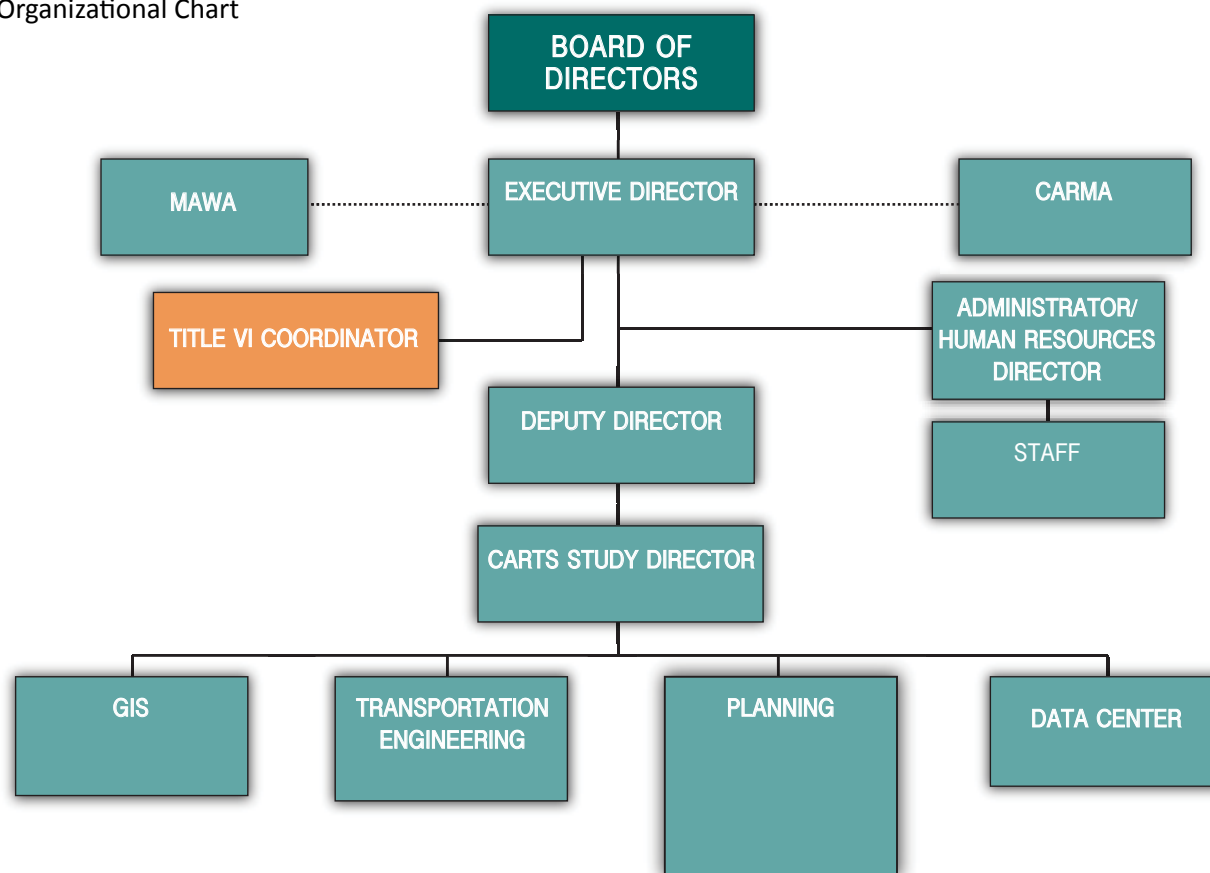 Organizational Chart
BOARD OF
DIRECTORS
MAWA
EXECUTIVE DIRECTOR
CARMA
TITLE VI COORDINATOR
ADMINISTRATOR/
HUMAN RESOURCES
DIRECTOR
DEPUTY DIRECTOR
STAFF
CARTS STUDY DIRECTOR
GIS
TRANSPORTATION
ENGINEERING
PLANNING
DATA CENTER